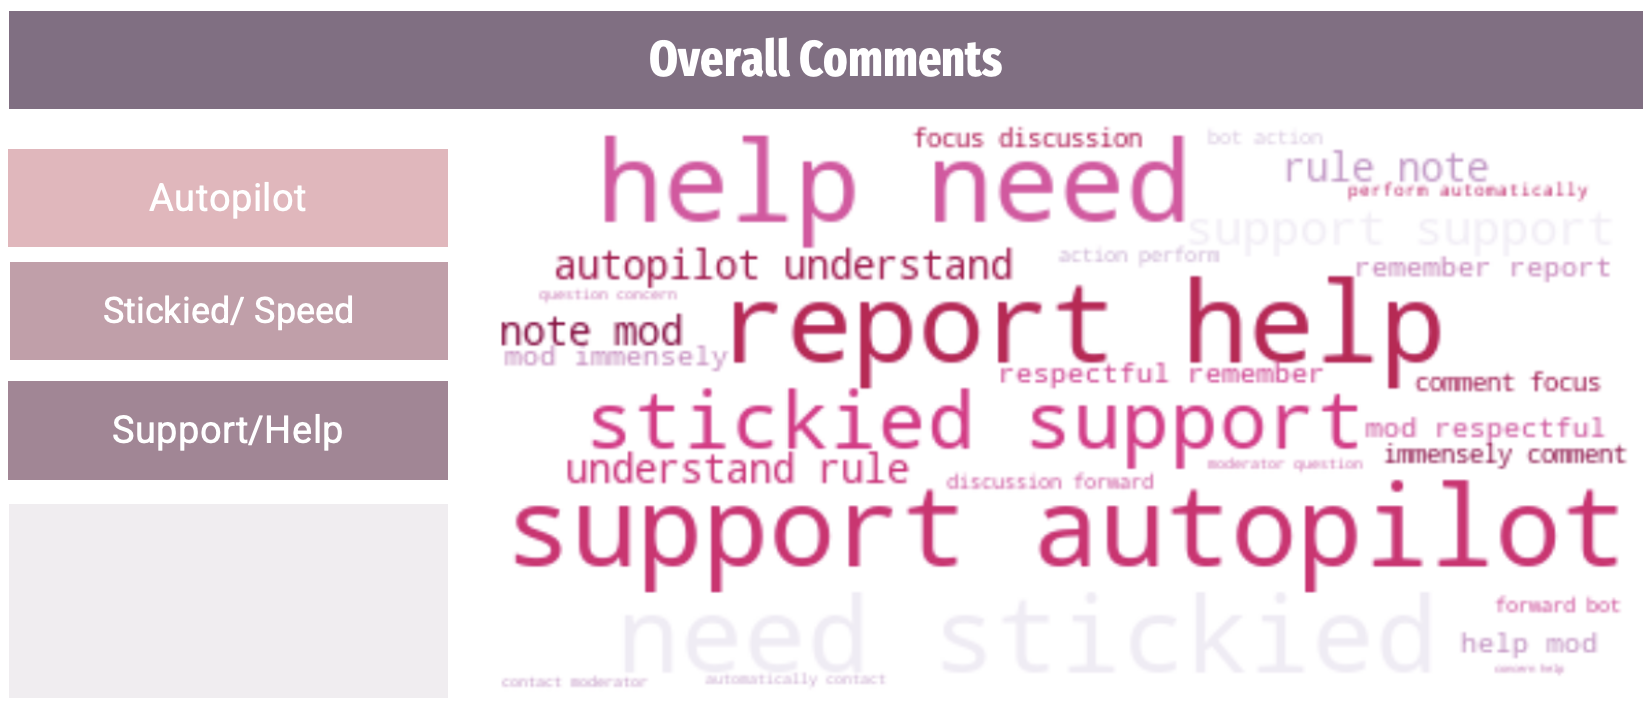 Overall Comments
Autopilot
Stickied/ Speed
Support/Help
focus discussion
bot action
help need
rule note
perform automatically
support support
autopilot understand
action perform
remember report
question concern
report help
note mod
mod immensely
respectful remember
comment focus
stickied support
mod respectful
understand rule
moderator question
immensely comment
discussion forward
support autopilot
need stickied
forward bot
help mod
concern help
contact moderator
automatically contact